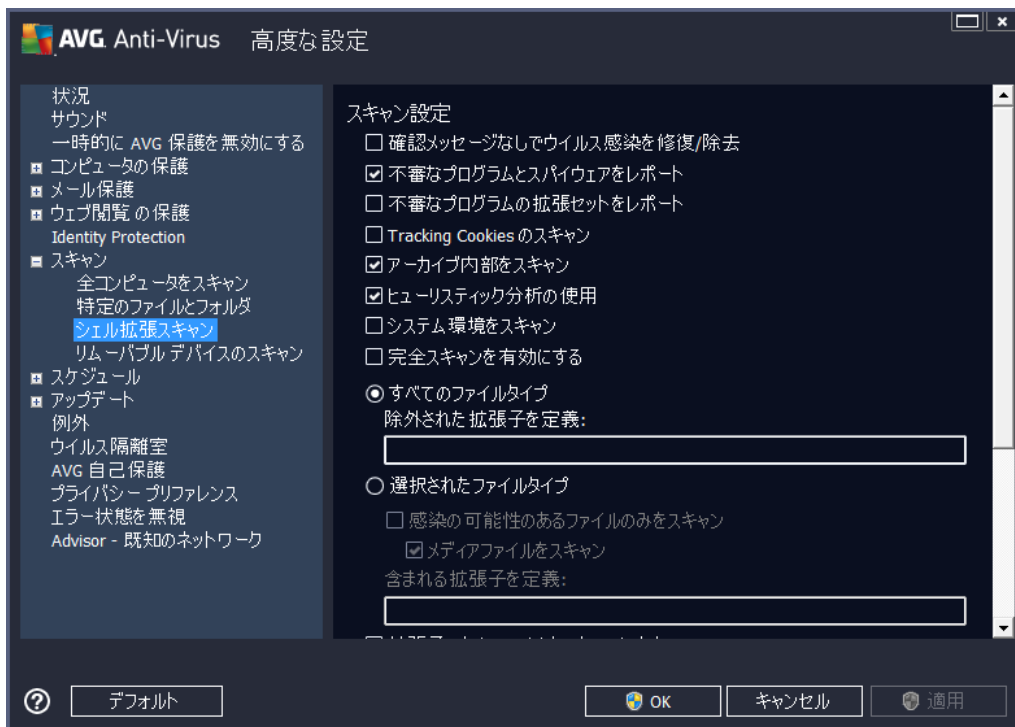 AVG Anti-Virus 高度な設定
状況
サウンド
一時的に AVG 保護を無効にする
コンピュータの保護
メール保護
ウェブ閲覧 の保護
Identity Protection
スキャン
全コンピュータをスキャン
特定のファイルとフォルダ
シェル拡張スキャン
リムーバブル デバイスのスキャン
スケジュール
アップデート
例外
ウイルス隔離室
AVG 自己保護
プライバシー プリファレンス
エラー状態を無視
Advisor - 既知のネットワーク
スキャン設定
確認メッセージなしでウイルス感染を修復/除去
不審なプログラムとスパイウェアをレポート
不審なプログラムの拡張セットをレポート
Tracking Cookies のスキャン
アーカイブ内部をスキャン
ヒューリスティック分析の使用
システム環境をスキャン
完全スキャンを有効にする
すべてのファイルタイプ
除外された拡張子を定義:
選択されたファイルタイプ
感染の可能性のあるファイルのみをスキャン
メディアファイルをスキャン
含まれる拡張子を定義:
デフォルト
OK
キャンセル
適用